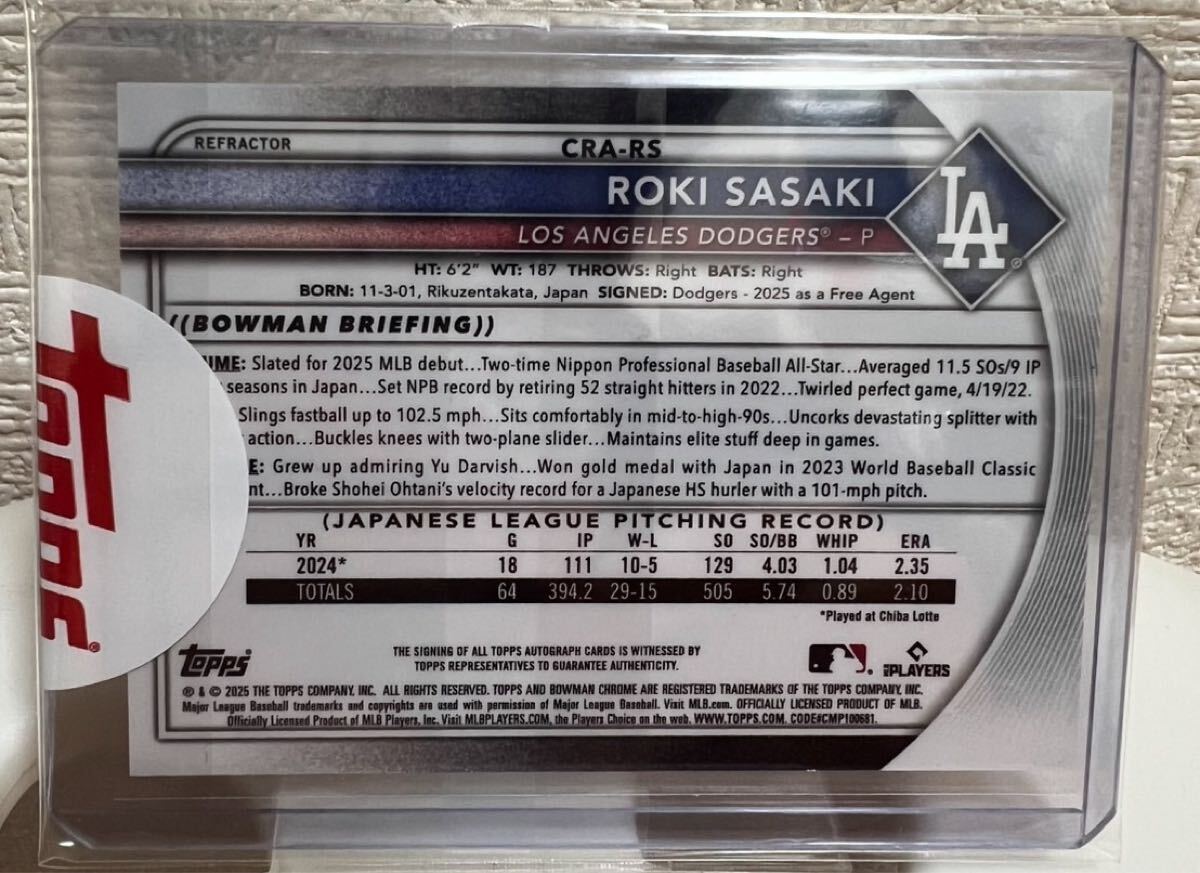 REFRACTOR
CRA-RS
ROKI SASAKI
LOS ANGELES DODGERS® – P
LA®
HT: 6'2" WT: 187 THROWS: Right BATS: Right
BORN: 11-3-01, Rikuzentakata, Japan SIGNED: Dodgers - 2025 as a Free Agent
((BOWMAN BRIEFING))
Slated for 2025 MLB debut...Two-time Nippon Professional Baseball All-Star...Averaged 11.5 SOs/9 IP
seasons in Japan...Set NPB record by retiring 52 straight hitters in 2022...Twirled perfect game, 4/19/22.
Slings fastball up to 102.5 mph...Sits comfortably in mid-to-high-90s...Uncorks devastating splitter with
action...Buckles knees with two-plane slider...Maintains elite stuff deep in games.
Grew up admiring Yu Darvish...Won gold medal with Japan in 2023 World Baseball Classic
...Broke Shohei Ohtani's velocity record for a Japanese HS hurler with a 101-mph pitch.
(JAPANESE LEAGUE PITCHING RECORD)
YR G IP W-L SO SO/BB WHIP ERA
2024* 18 111 10-5 129 4.03 1.04 2.35
TOTALS 64 394.2 29-15 505 5.74 0.89 2.10
*Played at Chiba Lotte
Topps
THE SIGNING OF ALL TOPPS AUTOGRAPH CARDS IS WITNESSED BY
TOPPS REPRESENTATIVES TO GUARANTEE AUTHENTICITY.
PLAYERS
® & © 2025 THE TOPPS COMPANY, INC. ALL RIGHTS RESERVED. TOPPS AND BOWMAN CHROME ARE REGISTERED TRADEMARKS OF THE TOPPS COMPANY, INC.
Major League Baseball trademarks and copyrights are used with permission of Major League Baseball. Visit MLB.com. OFFICIALLY LICENSED PRODUCT OF MLB.
Officially Licensed Product of MLB Players, Inc. Visit MLBPLAYERS.COM, the Players Choice on the web. WWW.TOPPS.COM. CODE#CMP100681.